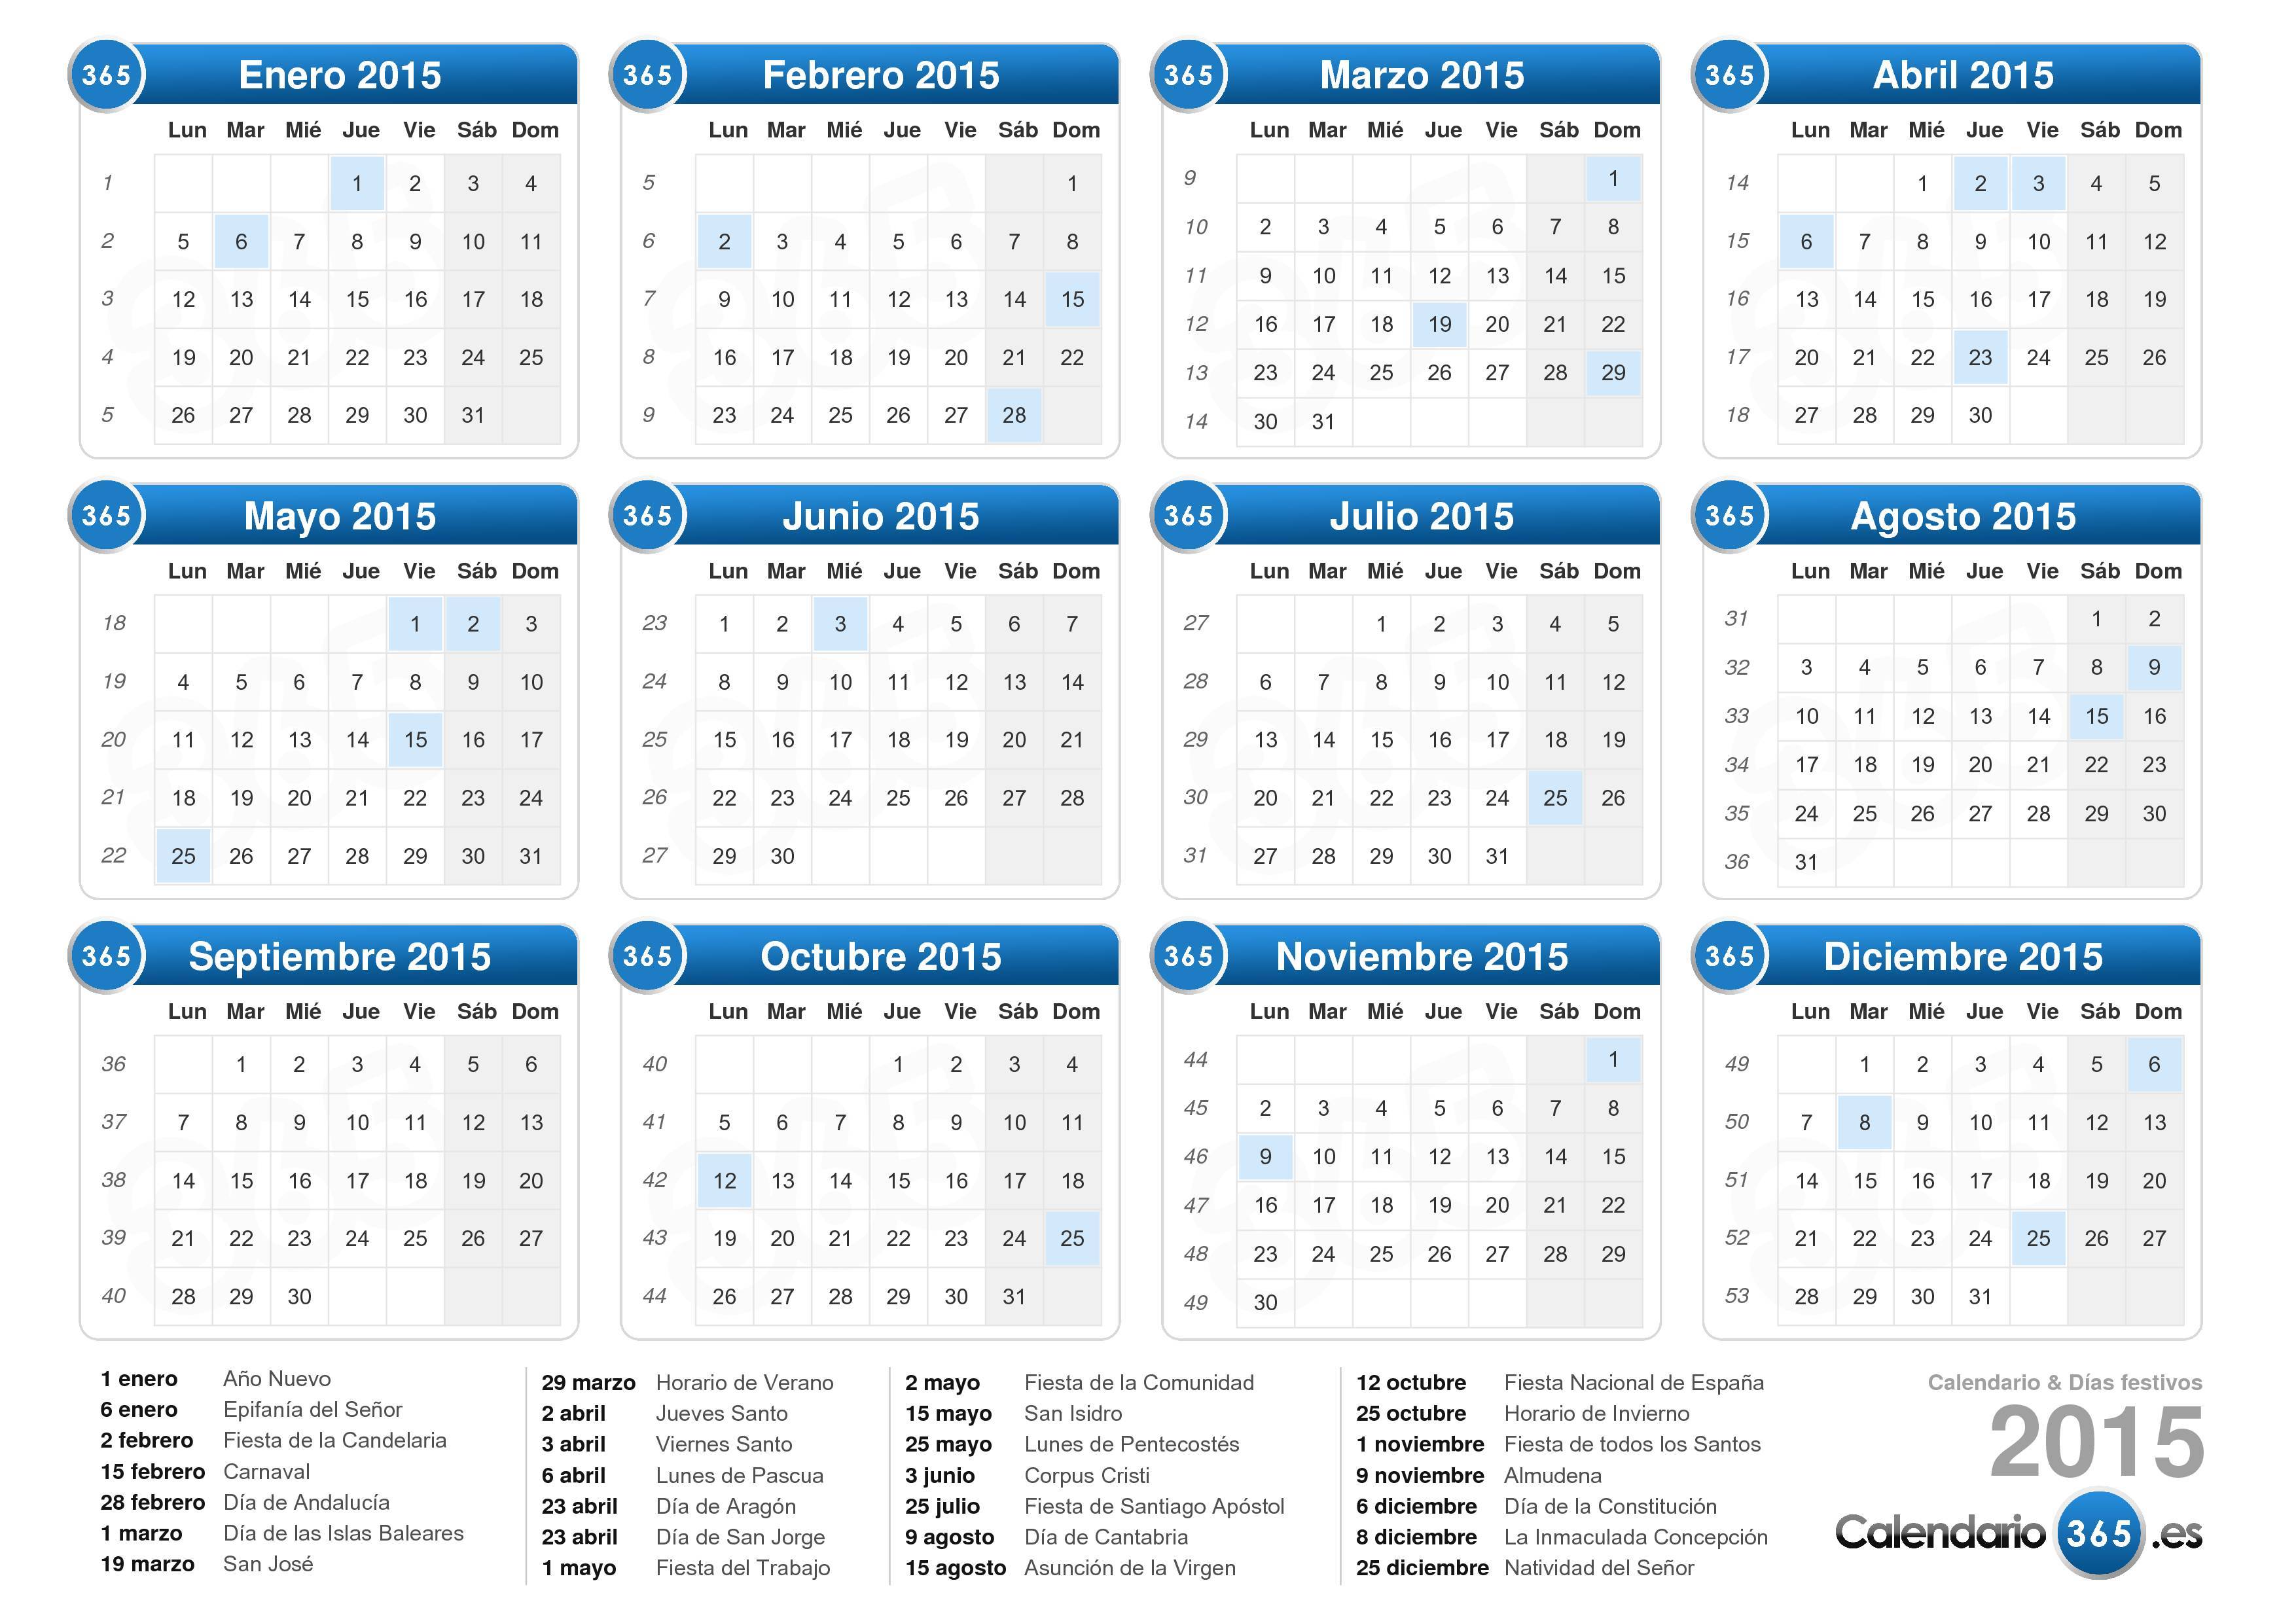 365 Enero 2015
Lun Mar Mié Jue Vie Sáb Dom
1 1 2 3 4
2 5 6 7 8 9 10 11
3 12 13 14 15 16 17 18
4 19 20 21 22 23 24 25
5 26 27 28 29 30 31
365 Febrero 2015
Lun Mar Mié Jue Vie Sáb Dom
5 1
6 2 3 4 5 6 7 8
7 9 10 11 12 13 14 15
8 16 17 18 19 20 21 22
9 23 24 25 26 27 28
365 Marzo 2015
Lun Mar Mié Jue Vie Sáb Dom
9 1
10 2 3 4 5 6 7 8
11 9 10 11 12 13 14 15
12 16 17 18 19 20 21 22
13 23 24 25 26 27 28 29
14 30 31
365 Abril 2015
Lun Mar Mié Jue Vie Sáb Dom
14 1 2 3 4 5
15 6 7 8 9 10 11 12
16 13 14 15 16 17 18 19
17 20 21 22 23 24 25 26
18 27 28 29 30
365 Mayo 2015
Lun Mar Mié Jue Vie Sáb Dom
18 1 2 3
19 4 5 6 7 8 9 10
20 11 12 13 14 15 16 17
21 18 19 20 21 22 23 24
22 25 26 27 28 29 30 31
365 Junio 2015
Lun Mar Mié Jue Vie Sáb Dom
23 1 2 3 4 5 6 7
24 8 9 10 11 12 13 14
25 15 16 17 18 19 20 21
26 22 23 24 25 26 27 28
27 29 30
365 Julio 2015
Lun Mar Mié Jue Vie Sáb Dom
27 1 2 3 4 5
28 6 7 8 9 10 11 12
29 13 14 15 16 17 18 19
30 20 21 22 23 24 25 26
31 27 28 29 30 31
365 Agosto 2015
Lun Mar Mié Jue Vie Sáb Dom
31 1 2
32 3 4 5 6 7 8 9
33 10 11 12 13 14 15 16
34 17 18 19 20 21 22 23
35 24 25 26 27 28 29 30
36 31
365 Septiembre 2015
Lun Mar Mié Jue Vie Sáb Dom
36 1 2 3 4 5 6
37 7 8 9 10 11 12 13
38 14 15 16 17 18 19 20
39 21 22 23 24 25 26 27
40 28 29 30
365 Octubre 2015
Lun Mar Mié Jue Vie Sáb Dom
40 1 2 3 4
41 5 6 7 8 9 10 11
42 12 13 14 15 16 17 18
43 19 20 21 22 23 24 25
44 26 27 28 29 30 31
365 Noviembre 2015
Lun Mar Mié Jue Vie Sáb Dom
44 1
45 2 3 4 5 6 7 8
46 9 10 11 12 13 14 15
47 16 17 18 19 20 21 22
48 23 24 25 26 27 28 29
49 30
365 Diciembre 2015
Lun Mar Mié Jue Vie Sáb Dom
49 1 2 3 4 5 6
50 7 8 9 10 11 12 13
51 14 15 16 17 18 19 20
52 21 22 23 24 25 26 27
53 28 29 30 31
1 enero Año Nuevo
6 enero Epifanía del Señor
2 febrero Fiesta de la Candelaria
15 febrero Carnaval
28 febrero Día de Andalucía
1 marzo Día de las Islas Baleares
19 marzo San José
29 marzo Horario de Verano
2 abril Jueves Santo
3 abril Viernes Santo
6 abril Lunes de Pascua
23 abril Día de Aragón
23 abril Día de San Jorge
1 mayo Fiesta del Trabajo
2 mayo Fiesta de la Comunidad
15 mayo San Isidro
25 mayo Lunes de Pentecostés
3 junio Corpus Cristi
25 julio Fiesta de Santiago Apóstol
9 agosto Día de Cantabria
15 agosto Asunción de la Virgen
12 octubre Fiesta Nacional de España
25 octubre Horario de Invierno
1 noviembre Fiesta de todos los Santos
9 noviembre Almudena
6 diciembre Día de la Constitución
8 diciembre La Inmaculada Concepción
25 diciembre Natividad del Señor
Calendario & Días festivos
2015
Calendario 365 .es